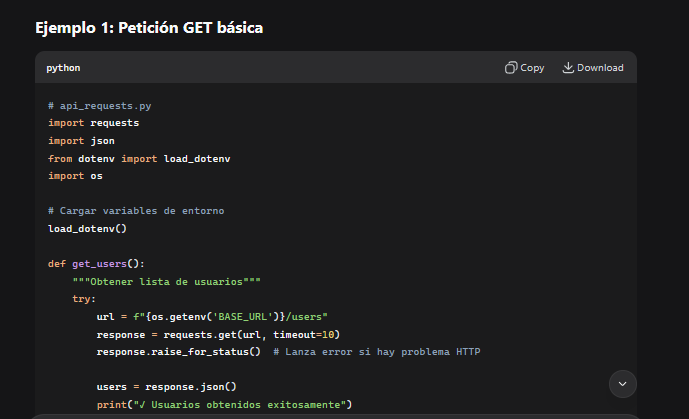 Ejemplo 1: Petición GET básica
python
Copy
Download
# api_requests.py
import requests
import json
from dotenv import load_dotenv
import os
# Cargar variables de entorno
load_dotenv()
def get_users():
"""Obtener lista de usuarios"""
try:
url = f"{os.getenv('BASE_URL')}/users"
response = requests.get(url, timeout=10)
response.raise_for_status()  # Lanza error si hay problema HTTP
users = response.json()
print("√ Usuarios obtenidos exitosamente")